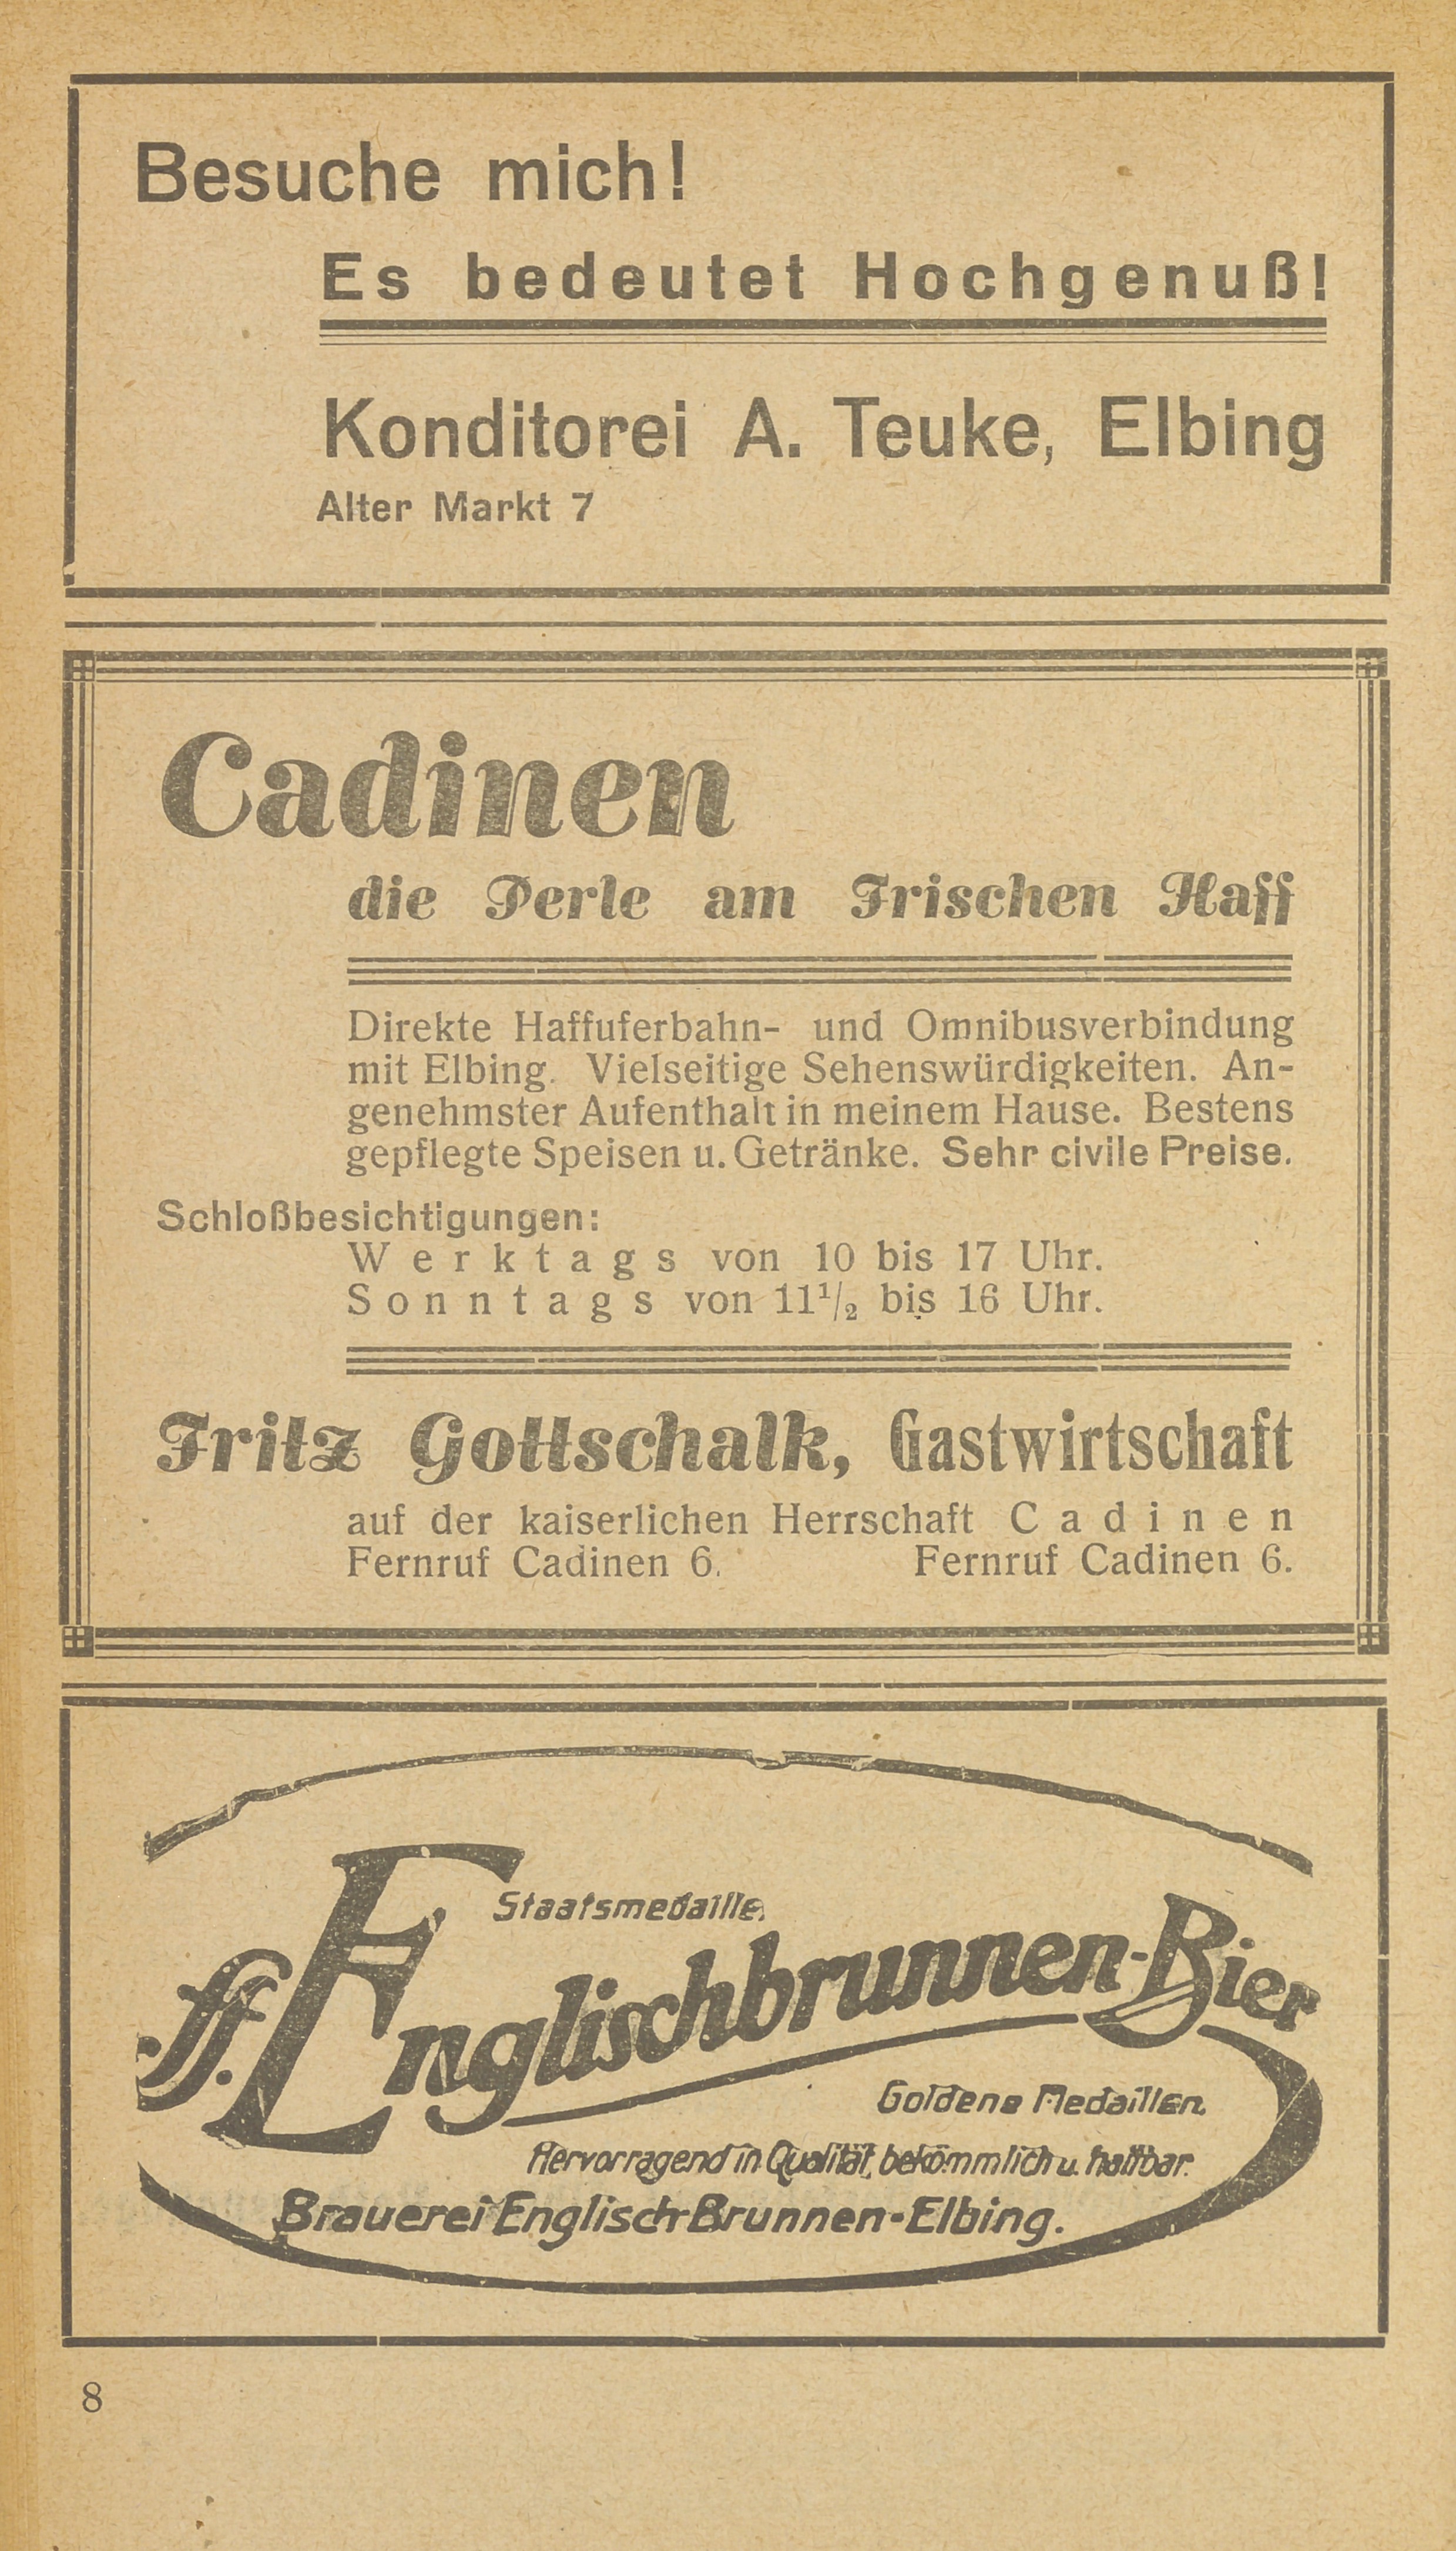 Besuche mich!
Es bedeutet Hochgenuß!
Konditorei A. Teuke, Elbing
Alter Markt 7
Cadinen
die Perle am Frischen Haff
Direkte Haffuferbahn- und Omnibusverbindung
mit Elbing. Vielseitige Sehenswürdigkeiten. An-
genehmster Aufenthalt in meinem Hause. Bestens
gepflegte Speisen u. Getränke. Sehr civile Preise.
Schloßbesichtigungen:
Werktags von 10 bis 17 Uhr.
Sonntags von 11½ bis 16 Uhr.
Fritz Gottschalk, Gastwirtschaft
auf der kaiserlichen Herrschaft Cadinen
Fernruf Cadinen 6. Fernruf Cadinen 6.
Staatsmedaille
ff. Englischbrunnen-Bier
Goldene Medaillen
Hervorragend in Qualität, bekömmlich u. haltbar.
Brauerei Englisch-Brunnen-Elbing.
8